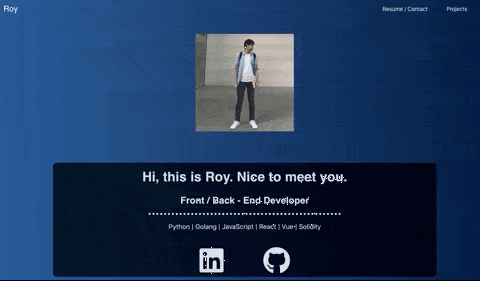 Roy
Resume / Contact
Projects
Hi, this is Roy. Nice to meet you.
Front / Back - End Developer
Python | Golang | JavaScript | React | Vue | Solidity
in